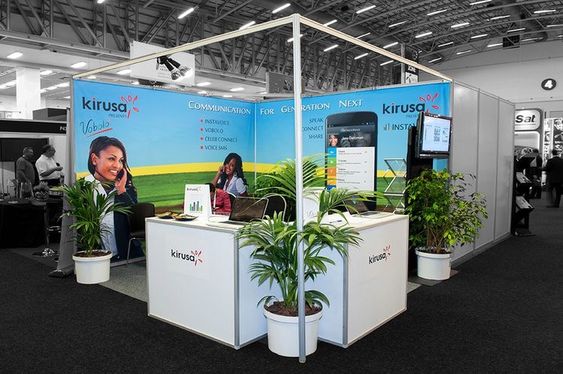 kirusa
PRESENTS
Vobolo
COMMUNICATION FOR GENERATION NEXT
INSTAVOICE
VOBOLO
CELEB CONNECT
VOICE SMS
SPEAK
CONNECT
SHARE
kirusa
PRESENTS
INSTA
kirusa
kirusa
kirusa
4
Sat